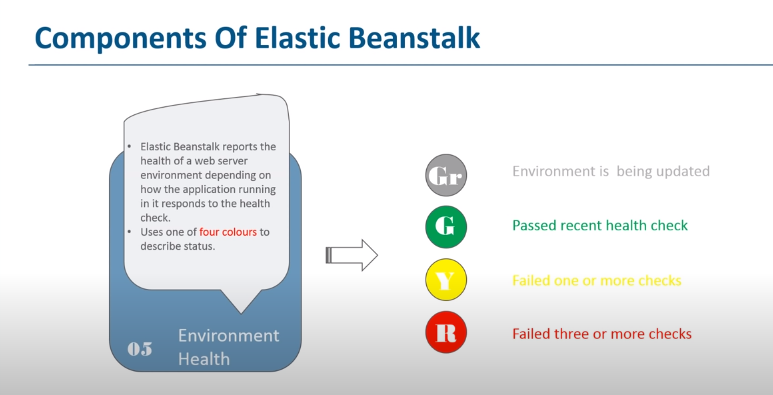 Components Of Elastic Beanstalk
• Elastic Beanstalk reports the
health of a web server
environment depending on
how the application running
in it responds to the health
check.
• Uses one of four colours to
describe status.
05
Environment
Health
Gr
Environment is being updated
G
Passed recent health check
Y
Failed one or more checks
R
Failed three or more checks